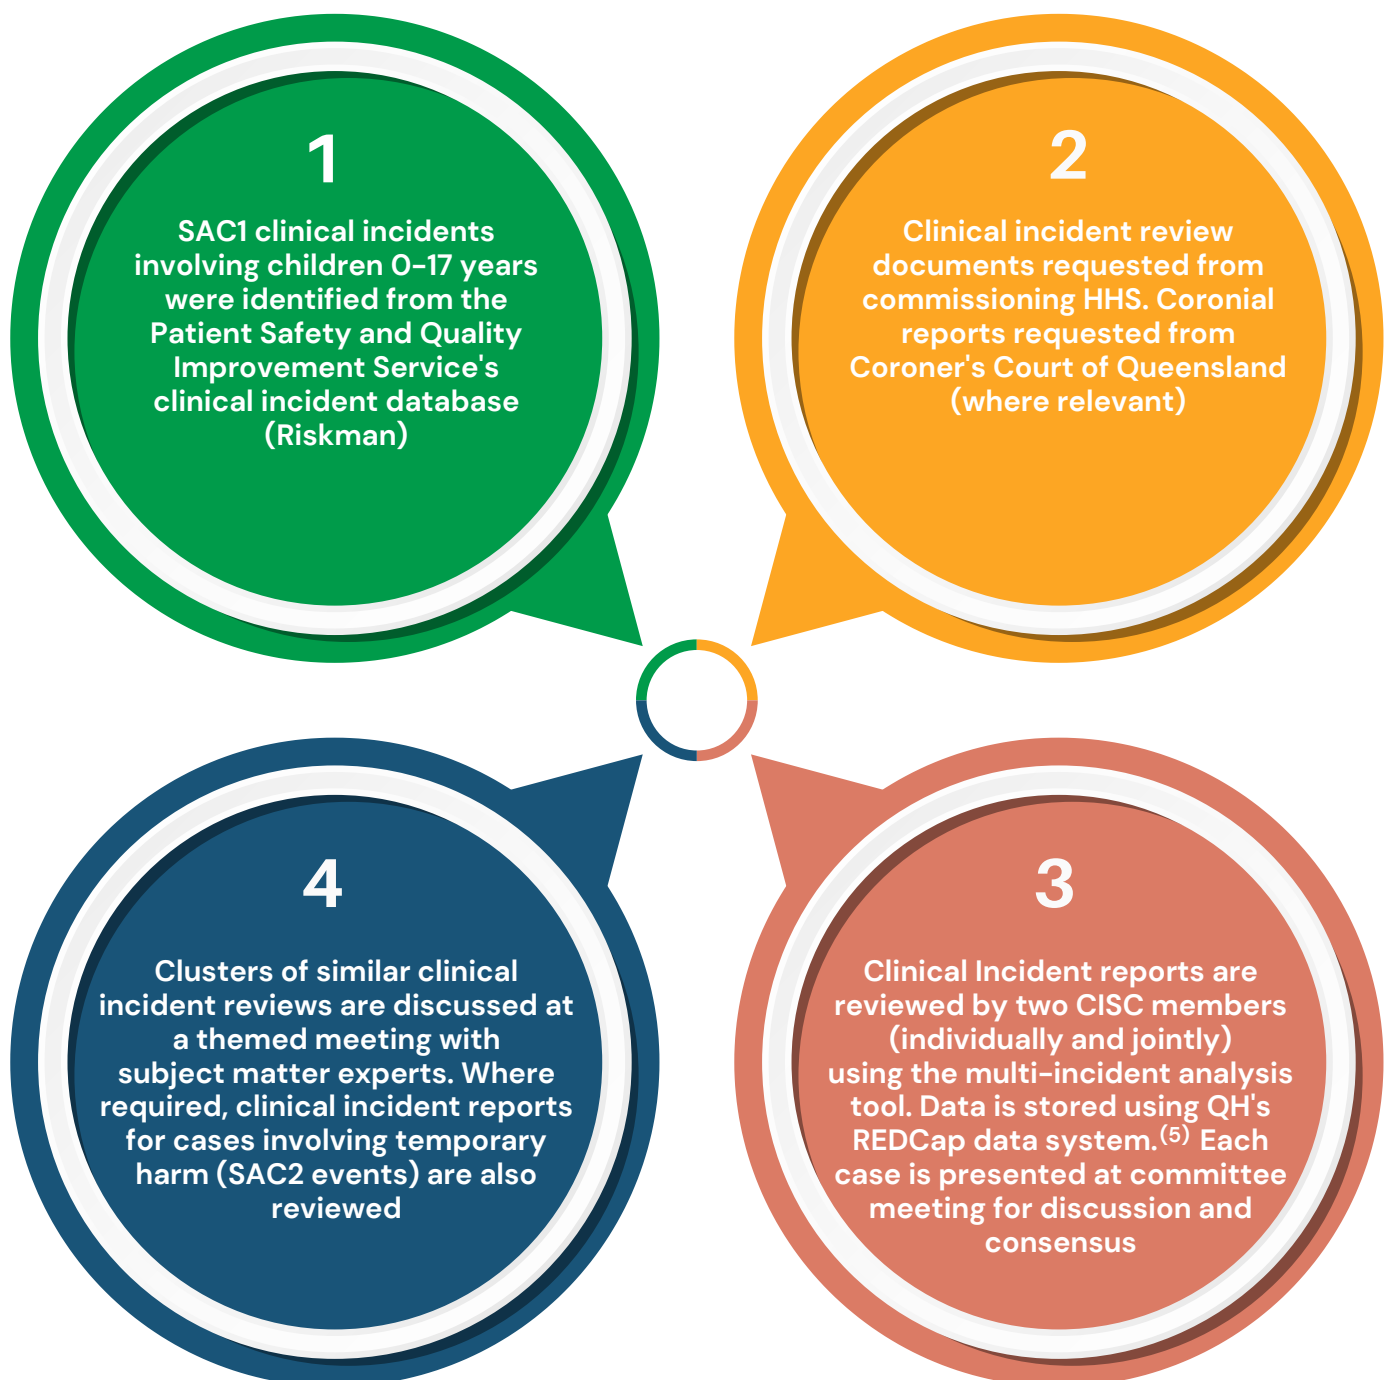 1
SAC1 clinical incidents
involving children 0-17 years
were identified from the
Patient Safety and Quality
Improvement Service's
clinical incident database
(Riskman)
2
Clinical incident review
documents requested from
commissioning HHS. Coronial
reports requested from
Coroner's Court of Queensland
(where relevant)
3
Clinical Incident reports are
reviewed by two CISC members
(individually and jointly)
using the multi-incident analysis
tool. Data is stored using QH's
REDCap data system.(5) Each
case is presented at committee
meeting for discussion and
consensus
4
Clusters of similar clinical
incident reviews are discussed at
a themed meeting with
subject matter experts. Where
required, clinical incident reports
for cases involving temporary
harm (SAC2 events) are also
reviewed